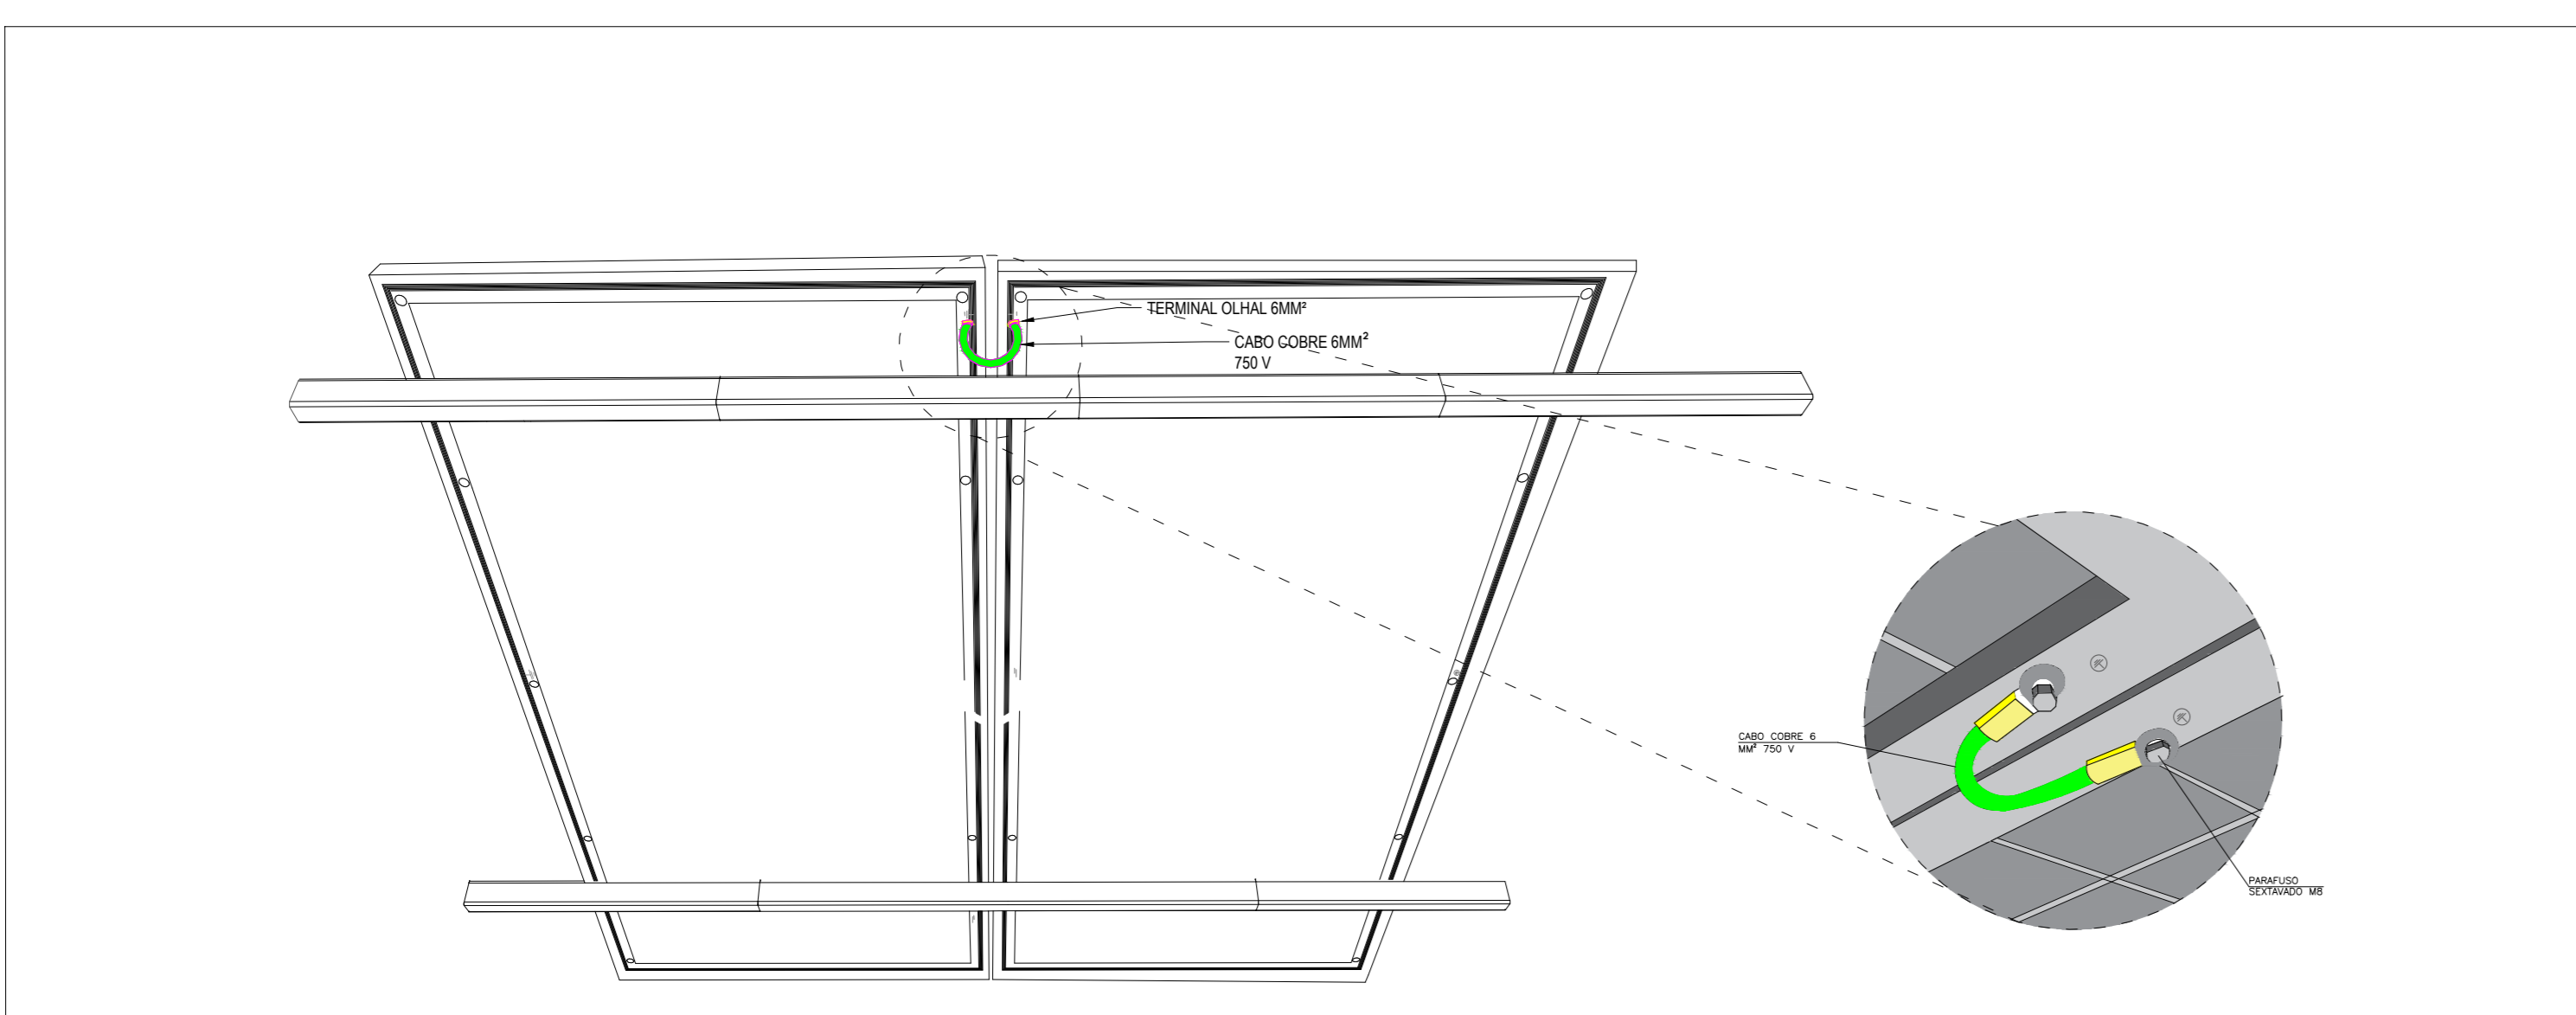 TERMINAL OLHAL 6MM²
CABO COBRE 6MM²
750 V
CABO COBRE 6
MM² 750 V
PARAFUSO
SEXTAVADO M8